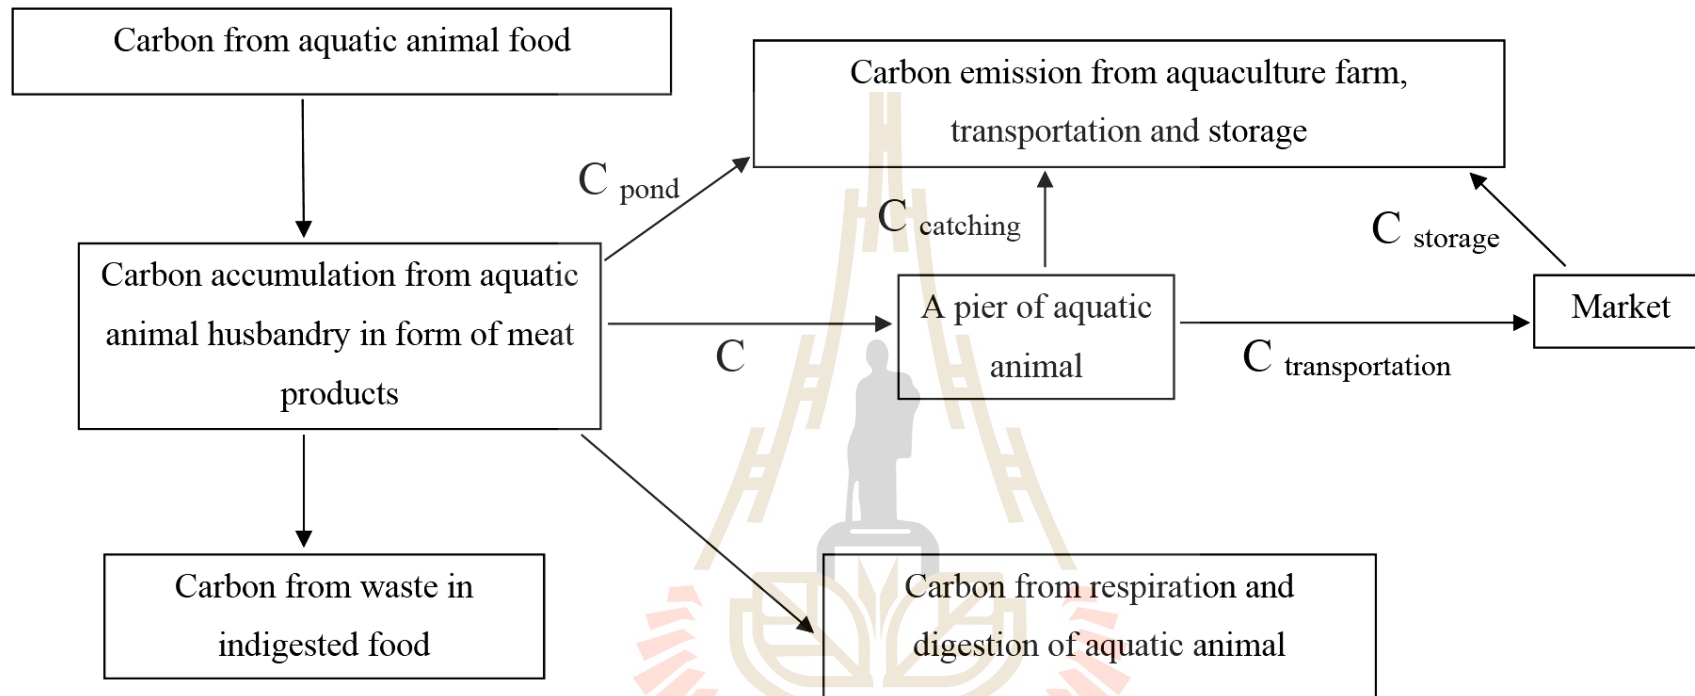 Carbon from aquatic animal food
Carbon emission from aquaculture farm,
transportation and storage
C pond
C catching
C storage
Carbon accumulation from aquatic
animal husbandry in form of meat
products
C
A pier of aquatic
animal
C transportation
Market
Carbon from waste in
indigested food
Carbon from respiration and
digestion of aquatic animal